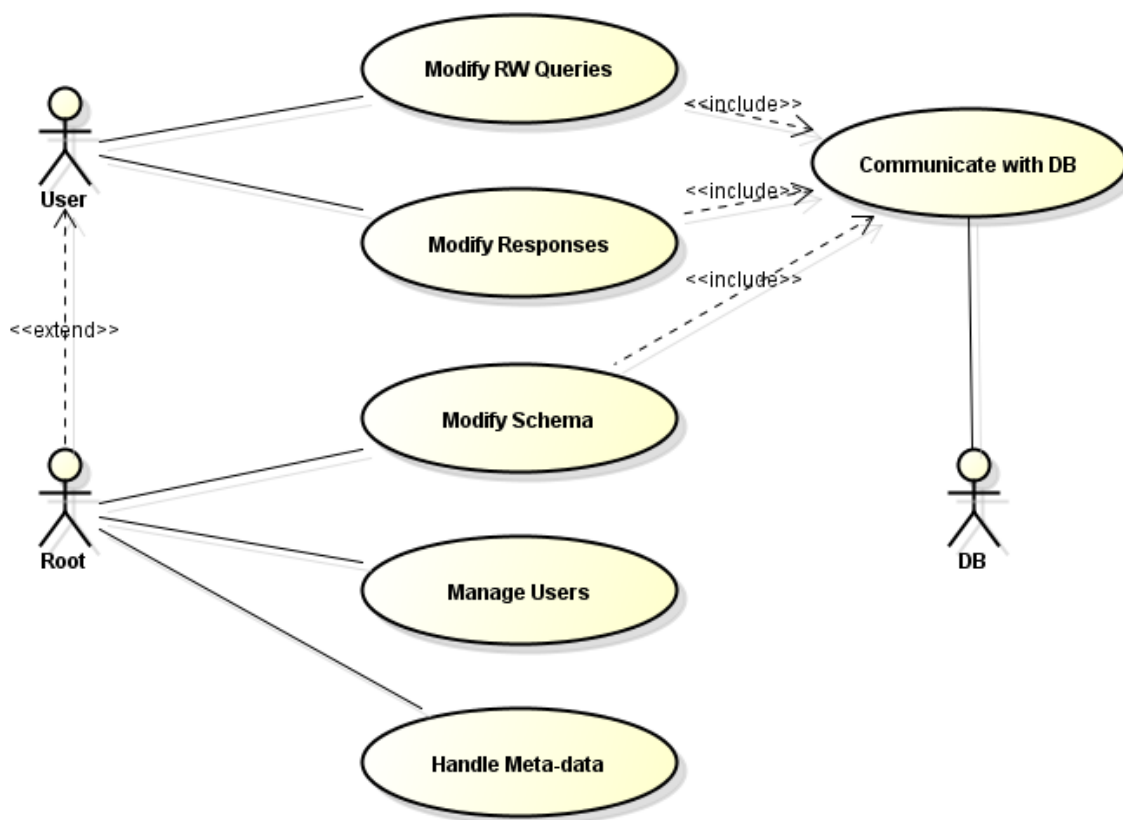 Modify RW Queries
<<include>>
Communicate with DB
User
Modify Responses
<<include>>
<<include>>
<<extend>>
Modify Schema
Root
DB
Manage Users
Handle Meta-data